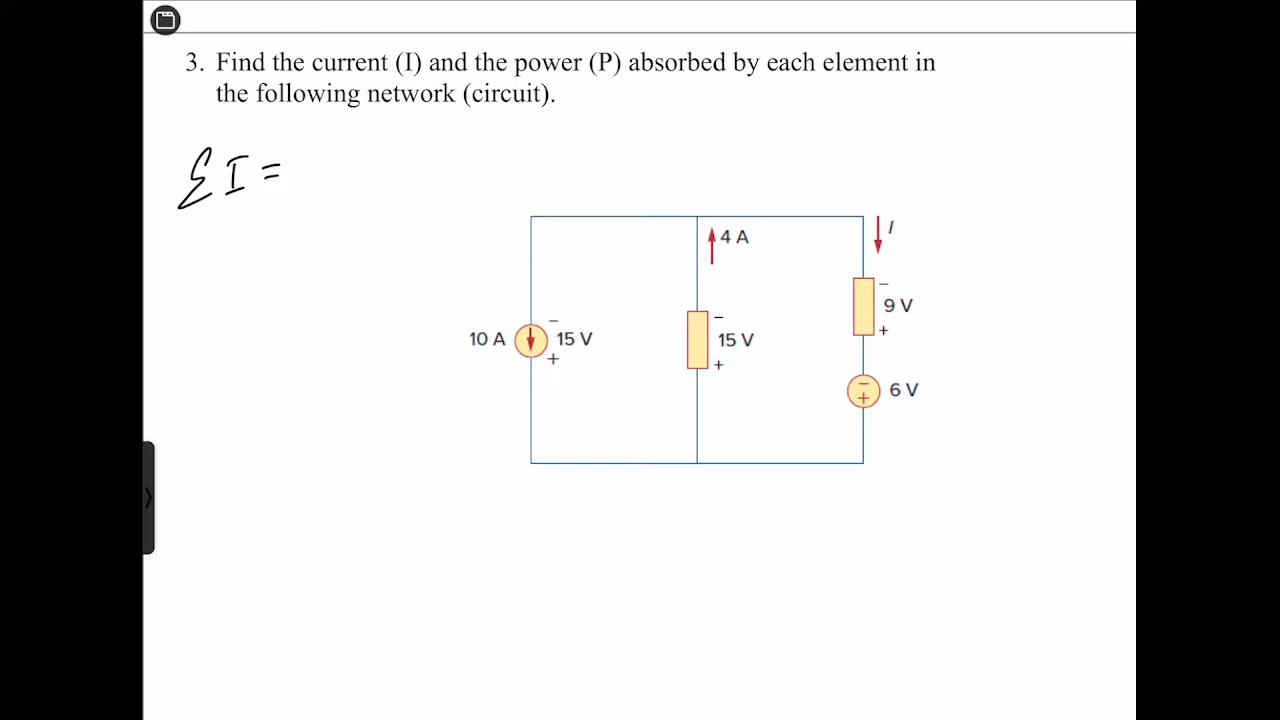 3. Find the current (I) and the power (P) absorbed by each element in
the following network (circuit).
Σ I =
4 A
I
−
9 V
+
10 A
−
15 V
+
−
15 V
+
−
+
6 V